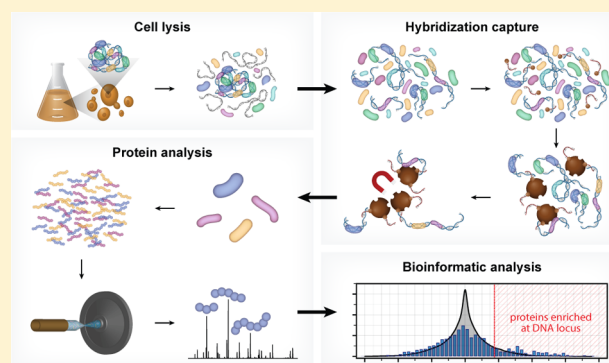 Cell lysis
Hybridization capture
Protein analysis
Bioinformatic analysis
proteins enriched
at DNA locus